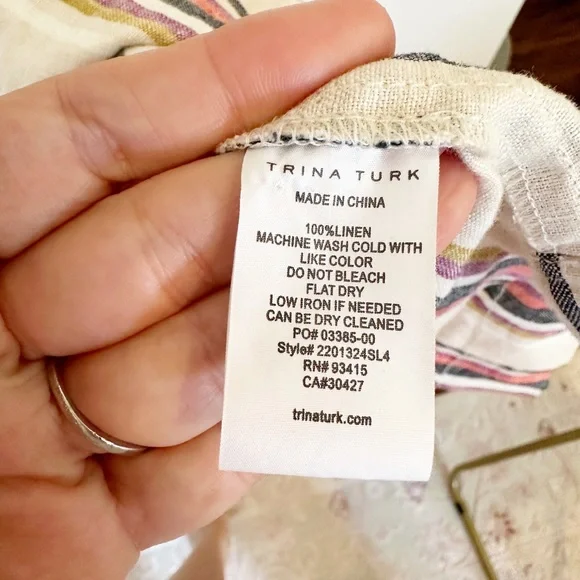 TRINA TURK
MADE IN CHINA
100%LINEN
MACHINE WASH COLD WITH
LIKE COLOR
DO NOT BLEACH
FLAT DRY
LOW IRON IF NEEDED
CAN BE DRY CLEANED
PO# 03385-00
Style# 2201324SL4
RN# 93415
CA#30427
trinaturk.com